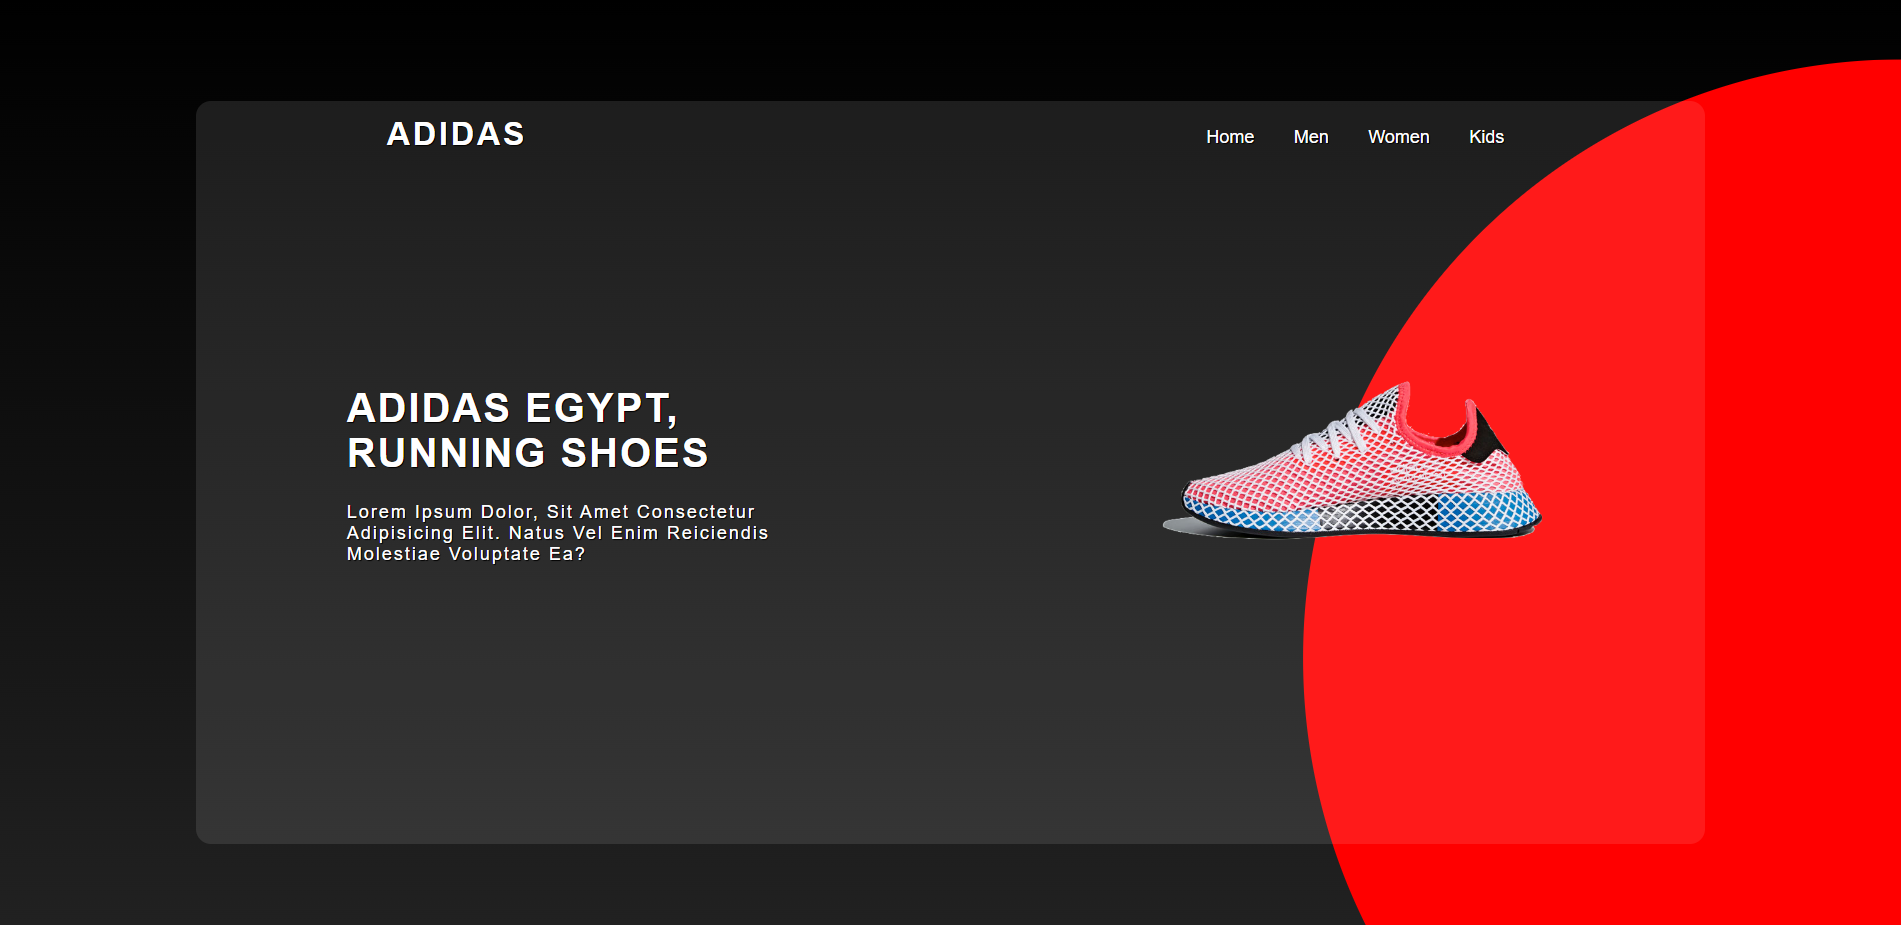 ADIDAS
Home Men Women Kids
ADIDAS EGYPT,
RUNNING SHOES
Lorem Ipsum Dolor, Sit Amet Consectetur
Adipisicing Elit. Natus Vel Enim Reiciendis
Molestiae Voluptate Ea?